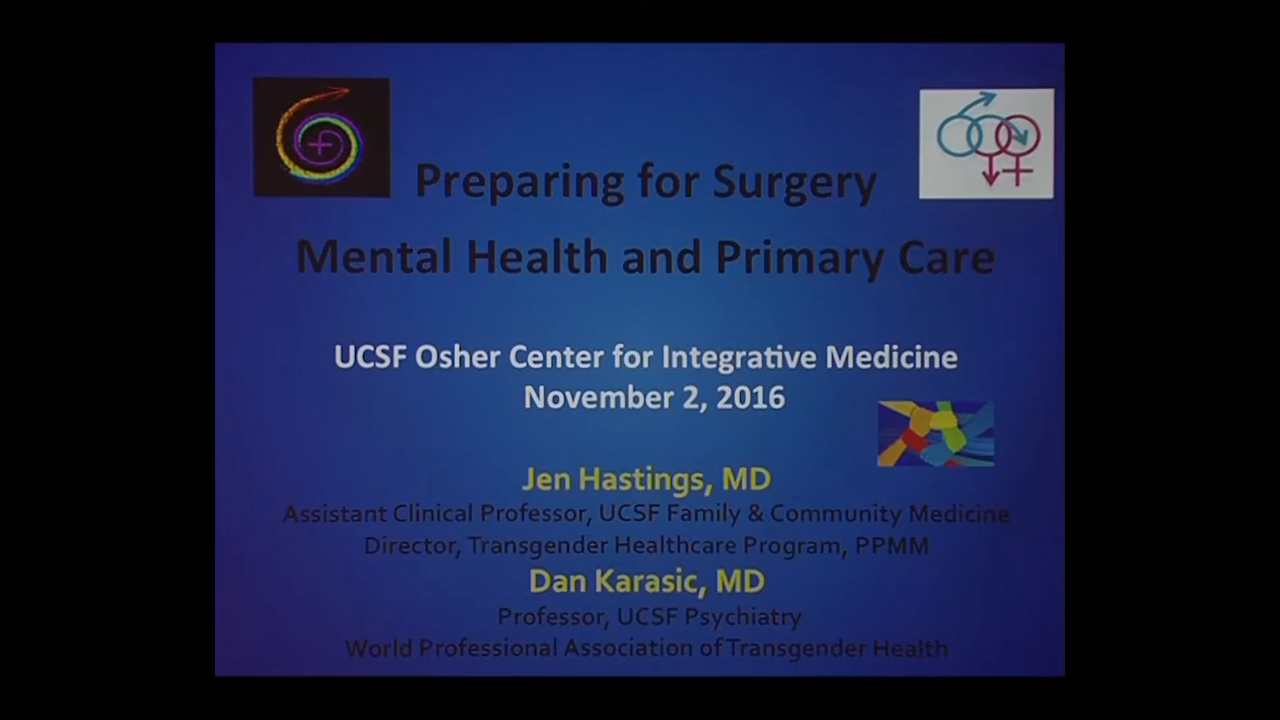 Preparing for Surgery
Mental Health and Primary Care
UCSF Osher Center for Integrative Medicine
November 2, 2016
Jen Hastings, MD
Assistant Clinical Professor, UCSF Family & Community Medicine
Director, Transgender Healthcare Program, PPMM
Dan Karasic, MD
Professor, UCSF Psychiatry
World Professional Association of Transgender Health